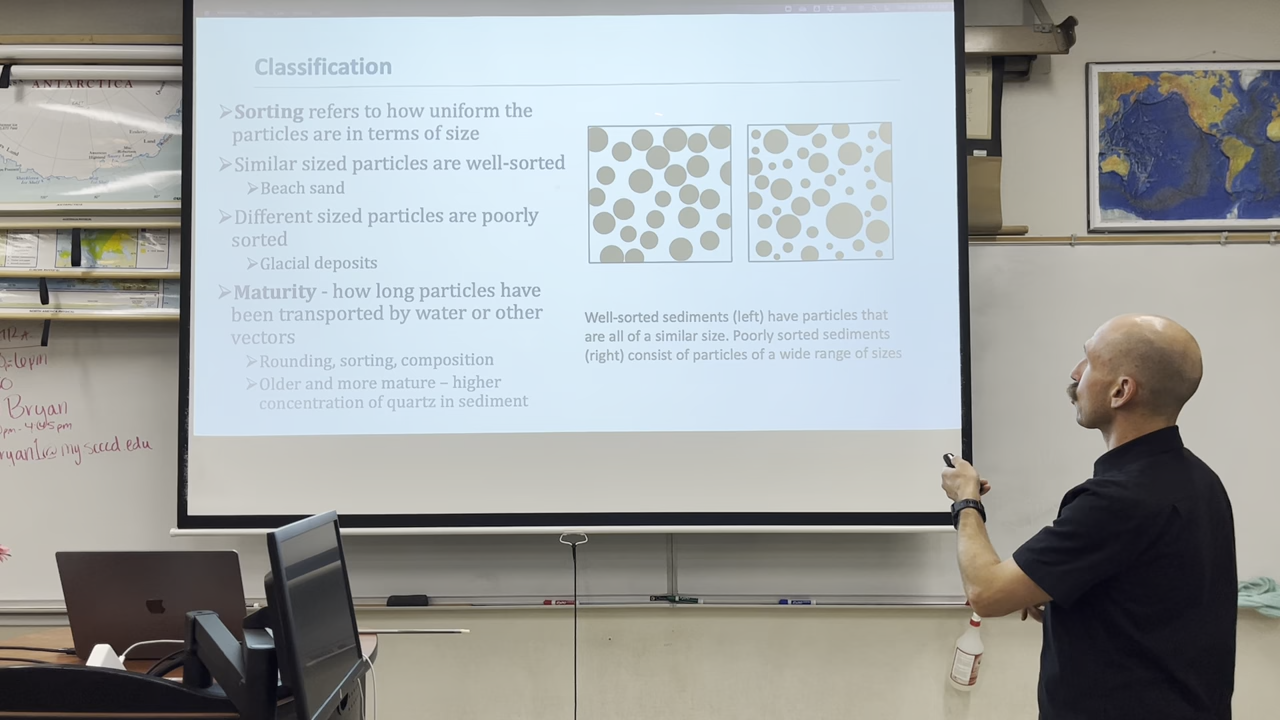 Classification
➢Sorting refers to how uniform the
particles are in terms of size
➢Similar sized particles are well-sorted
➢Beach sand
➢Different sized particles are poorly
sorted
➢Glacial deposits
➢Maturity - how long particles have
been transported by water or other
vectors
➢Rounding, sorting, composition
➢Older and more mature – higher
concentration of quartz in sediment
Well-sorted sediments (left) have particles that
are all of a similar size. Poorly sorted sediments
(right) consist of particles of a wide range of sizes
ANTARCTICA
Bryan